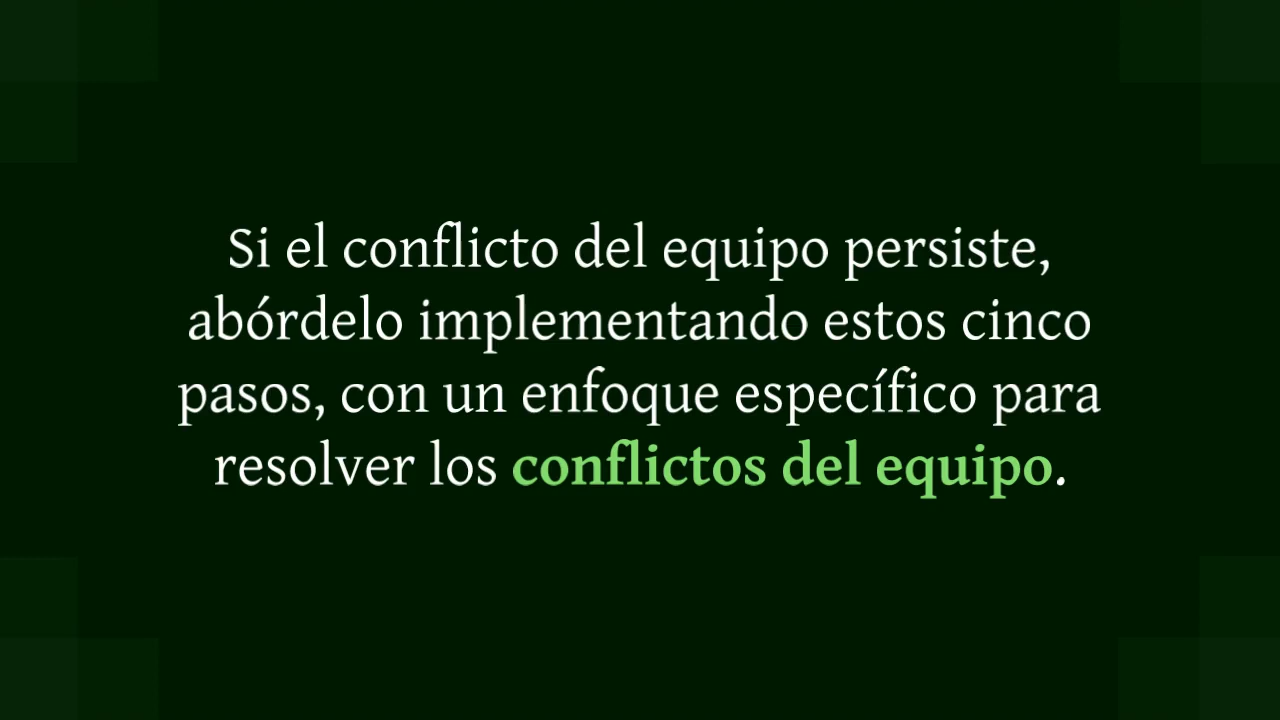 Si el conflicto del equipo persiste,
abórdelo implementando estos cinco
pasos, con un enfoque específico para
resolver los conflictos del equipo.